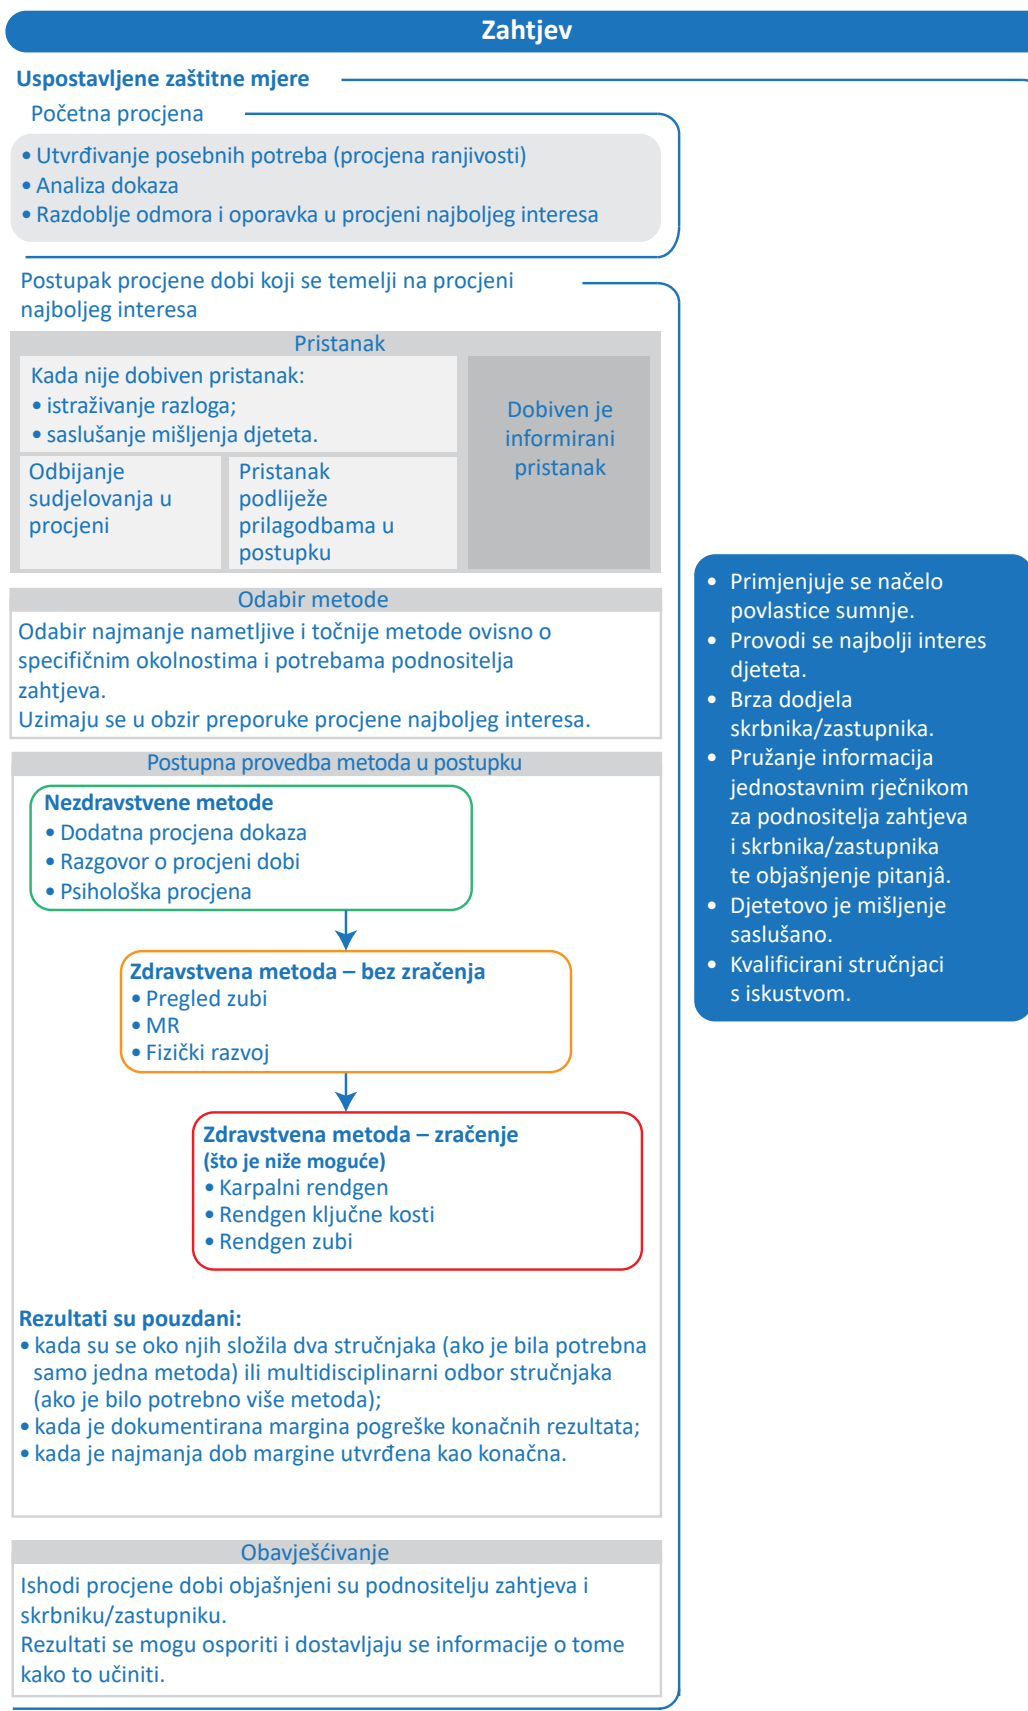 Zahtjev
Uspostavljene zaštitne mjere
Početna procjena
• Utvrđivanje posebnih potreba (procjena ranjivosti)
• Analiza dokaza
• Razdoblje odmora i oporavka u procjeni najboljeg interesa
Postupak procjene dobi koji se temelji na procjeni
najboljeg interesa
Pristanak
Kada nije dobiven pristanak:
• istraživanje razloga;
• saslušanje mišljenja djeteta.
Odbijanje
sudjelovanja u
procjeni
Pristanak
podliježe
prilagodbama u
postupku
Dobiven je
informirani
pristanak
Odabir metode
Odabir najmanje nametljive i točnije metode ovisno o
specifičnim okolnostima i potrebama podnositelja
zahtjeva.
Uzimaju se u obzir preporuke procjene najboljeg interesa.
Postupna provedba metoda u postupku
Nezdravstvene metode
• Dodatna procjena dokaza
• Razgovor o procjeni dobi
• Psihološka procjena
Zdravstvena metoda – bez zračenja
• Pregled zubi
• MR
• Fizički razvoj
Zdravstvena metoda – zračenje
(što je niže moguće)
• Karpalni rendgen
• Rendgen ključne kosti
• Rendgen zubi
Rezultati su pouzdani:
• kada su se oko njih složila dva stručnjaka (ako je bila potrebna
samo jedna metoda) ili multidisciplinarni odbor stručnjaka
(ako je bilo potrebno više metoda);
• kada je dokumentirana margina pogreške konačnih rezultata;
• kada je najmanja dob margine utvrđena kao konačna.
Obavješćivanje
Ishodi procjene dobi objašnjeni su podnositelju zahtjeva i
skrbniku/zastupniku.
Rezultati se mogu osporiti i dostavljaju se informacije o tome
kako to učiniti.
• Primjenjuje se načelo
povlastice sumnje.
• Provodi se najbolji interes
djeteta.
• Brza dodjela
skrbnika/zastupnika.
• Pružanje informacija
jednostavnim rječnikom
za podnositelja zahtjeva
i skrbnika/zastupnika
te objašnjenje pitanjâ.
• Djetetovo je mišljenje
saslušano.
• Kvalificirani stručnjaci
s iskustvom.